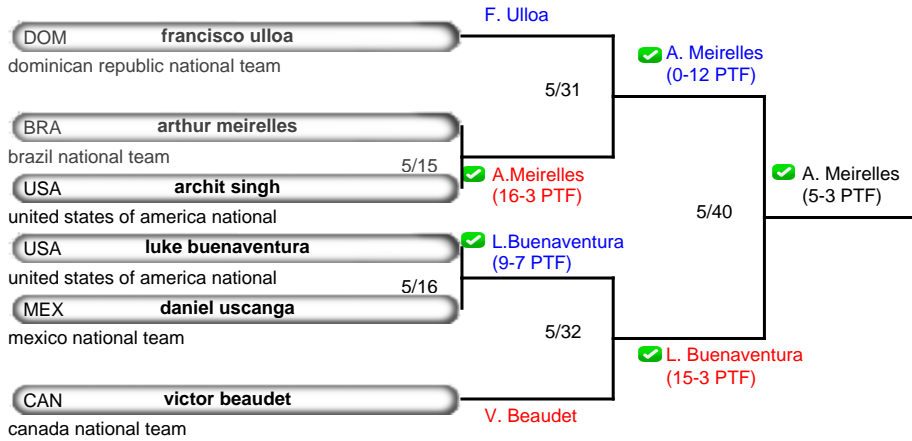 F. Ulloa
DOM francisco ulloa
dominican republic national team
A. Meirelles
(0-12 PTF)
5/31
BRA arthur meirelles
brazil national team
5/15
A.Meirelles
(16-3 PTF)
USA archit singh
united states of america national
A. Meirelles
(5-3 PTF)
5/40
USA luke buenaventura
united states of america national
L.Buenaventura
(9-7 PTF)
5/16
MEX daniel uscanga
mexico national team
5/32
L. Buenaventura
(15-3 PTF)
CAN victor beaudet
canada national team
V. Beaudet